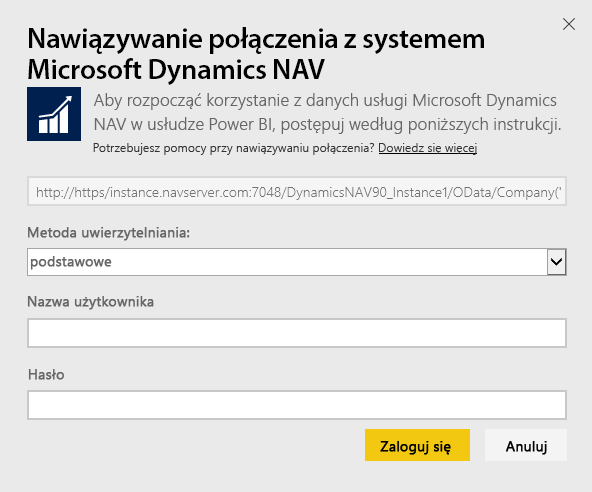 Nawiązywanie połączenia z systemem
Microsoft Dynamics NAV
Aby rozpocząć korzystanie z danych usługi Microsoft Dynamics
NAV w usłudze Power BI, postępuj według poniższych instrukcji.
Potrzebujesz pomocy przy nawiązywaniu połączenia? Dowiedz się więcej
http://https/instance.navserver.com:7048/DynamicsNAV90_Instance1/OData/Company('
Metoda uwierzytelniania:
podstawowe
Nazwa użytkownika
Hasło
Zaloguj się
Anuluj